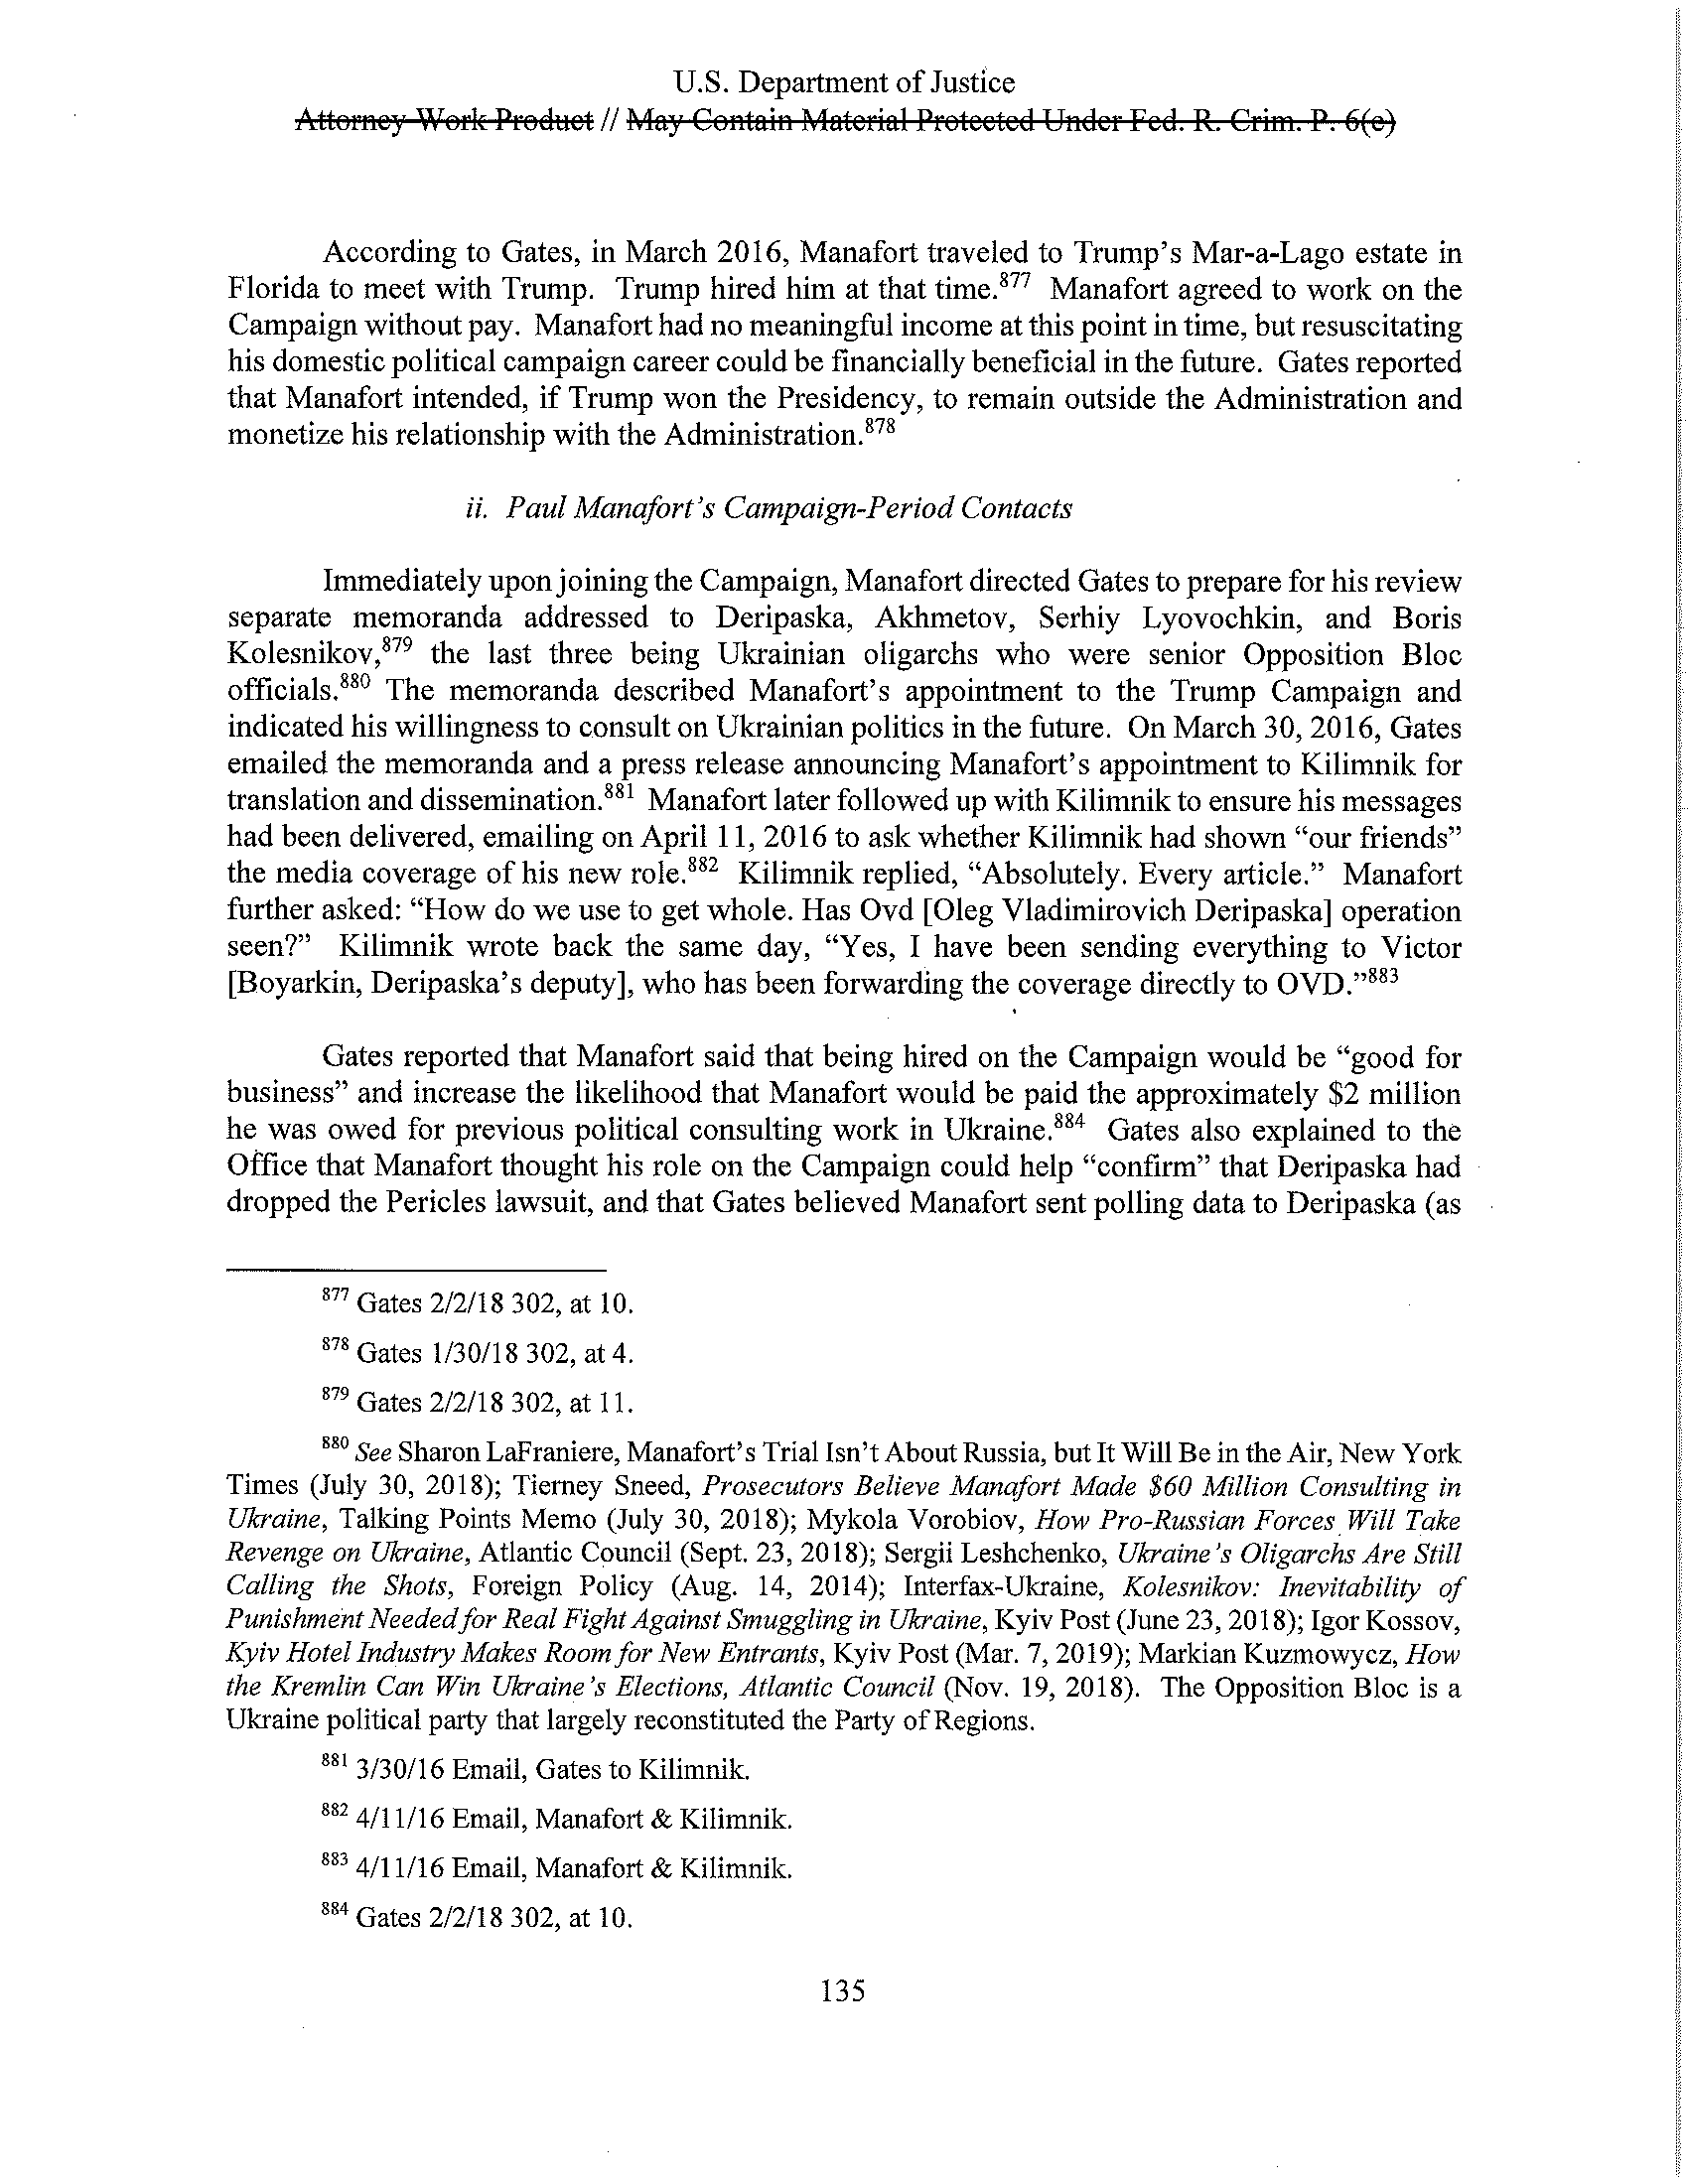 U.S. Department of Justice
Attorney Work Product // May Contain Material Protected Under Fed. R. Crim. P. 6(e)
According to Gates, in March 2016, Manafort traveled to Trump's Mar-a-Lago estate in
Florida to meet with Trump. Trump hired him at that time.877 Manafort agreed to work on the
Campaign without pay. Manafort had no meaningful income at this point in time, but resuscitating
his domestic political campaign career could be financially beneficial in the future. Gates reported
that Manafort intended, if Trump won the Presidency, to remain outside the Administration and
monetize his relationship with the Administration.878
ii. Paul Manafort's Campaign-Period Contacts
Immediately upon joining the Campaign, Manafort directed Gates to prepare for his review
separate memoranda addressed to Deripaska, Akhmetov, Serhiy Lyovochkin, and Boris
Kolesnikov,879 the last three being Ukrainian oligarchs who were senior Opposition Bloc
officials.880 The memoranda described Manafort's appointment to the Trump Campaign and
indicated his willingness to consult on Ukrainian politics in the future. On March 30, 2016, Gates
emailed the memoranda and a press release announcing Manafort's appointment to Kilimnik for
translation and dissemination.881 Manafort later followed up with Kilimnik to ensure his messages
had been delivered, emailing on April 11, 2016 to ask whether Kilimnik had shown "our friends"
the media coverage of his new role.882 Kilimnik replied, "Absolutely. Every article." Manafort
further asked: "How do we use to get whole. Has Ovd [Oleg Vladimirovich Deripaska] operation
seen?" Kilimnik wrote back the same day, "Yes, I have been sending everything to Victor
[Boyarkin, Deripaska's deputy], who has been forwarding the coverage directly to OVD."883
Gates reported that Manafort said that being hired on the Campaign would be "good for
business" and increase the likelihood that Manafort would be paid the approximately $2 million
he was owed for previous political consulting work in Ukraine.884 Gates also explained to the
Office that Manafort thought his role on the Campaign could help "confirm" that Deripaska had
dropped the Pericles lawsuit, and that Gates believed Manafort sent polling data to Deripaska (as
877 Gates 2/2/18 302, at 10.
878 Gates 1/30/18 302, at 4.
879 Gates 2/2/18 302, at 11.
880 See Sharon LaFraniere, Manafort's Trial Isn't About Russia, but It Will Be in the Air, New York
Times (July 30, 2018); Tierney Sneed, Prosecutors Believe Manafort Made $60 Million Consulting in
Ukraine, Talking Points Memo (July 30, 2018); Mykola Vorobiov, How Pro-Russian Forces Will Take
Revenge on Ukraine, Atlantic Council (Sept. 23, 2018); Sergii Leshchenko, Ukraine's Oligarchs Are Still
Calling the Shots, Foreign Policy (Aug. 14, 2014); Interfax-Ukraine, Kolesnikov: Inevitability of
Punishment Needed for Real Fight Against Smuggling in Ukraine, Kyiv Post (June 23, 2018); Igor Kossov,
Kyiv Hotel Industry Makes Room for New Entrants, Kyiv Post (Mar. 7, 2019); Markian Kuzmowycz, How
the Kremlin Can Win Ukraine's Elections, Atlantic Council (Nov. 19, 2018). The Opposition Bloc is a
Ukraine political party that largely reconstituted the Party of Regions.
881 3/30/16 Email, Gates to Kilimnik.
882 4/11/16 Email, Manafort & Kilimnik.
883 4/11/16 Email, Manafort & Kilimnik.
884 Gates 2/2/18 302, at 10.
135